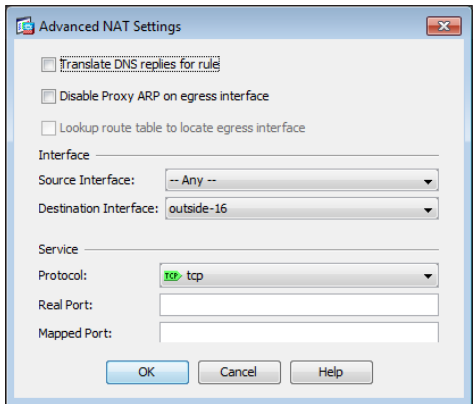 Advanced NAT Settings
Translate DNS replies for rule
Disable Proxy ARP on egress interface
Lookup route table to locate egress interface
Interface
Source Interface: -- Any --
Destination Interface: outside-16
Service
Protocol: TCP tcp
Real Port:
Mapped Port:
OK Cancel Help